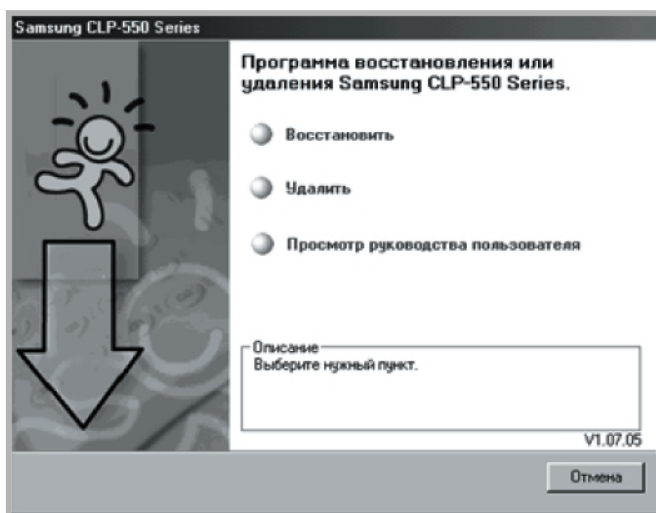 Samsung CLP-550 Series
Программа восстановления или
удаления Samsung CLP-550 Series.
Восстановить
Удалить
Просмотр руководства пользователя
Описание
Выберите нужный пункт.
V1.07.05
Отмена